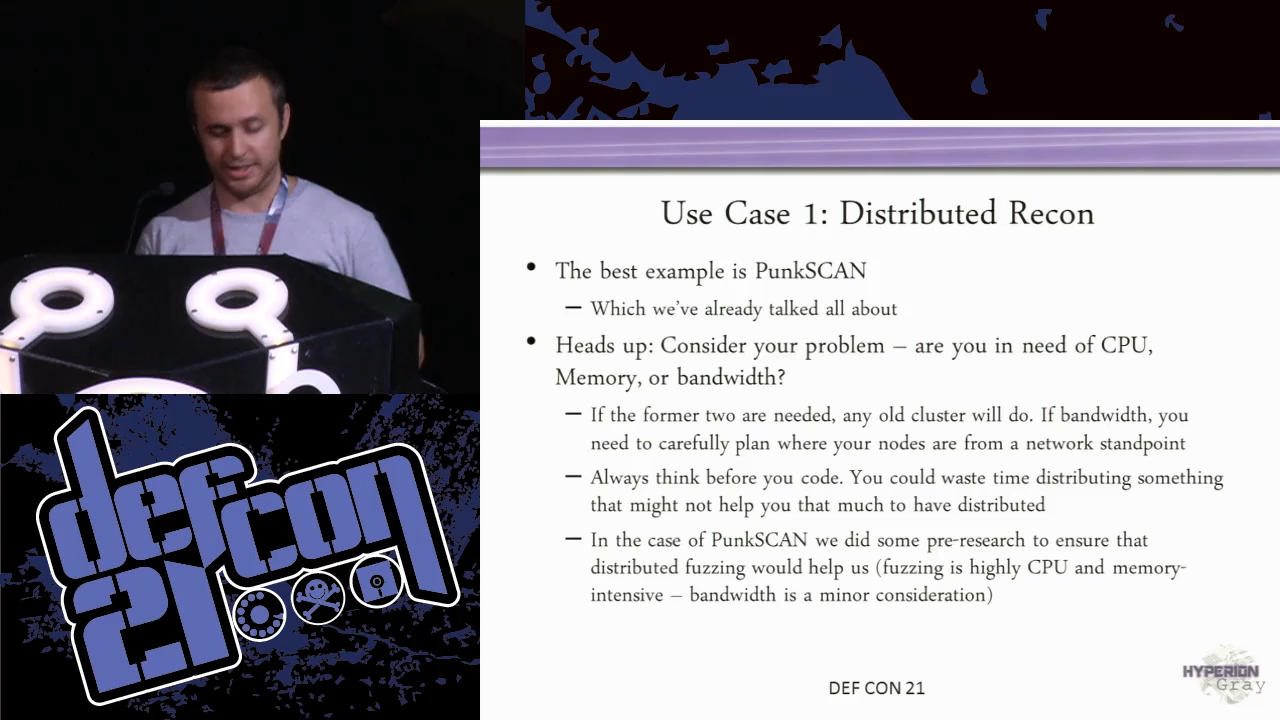 Use Case 1: Distributed Recon
• The best example is PunkSCAN
– Which we’ve already talked all about
• Heads up: Consider your problem – are you in need of CPU,
Memory, or bandwidth?
– If the former two are needed, any old cluster will do. If bandwidth, you
need to carefully plan where your nodes are from a network standpoint
– Always think before you code. You could waste time distributing something
that might not help you that much to have distributed
– In the case of PunkSCAN we did some pre-research to ensure that
distributed fuzzing would help us (fuzzing is highly CPU and memory-
intensive – bandwidth is a minor consideration)
DEF CON 21
HYPERION
Gray
defcon
21